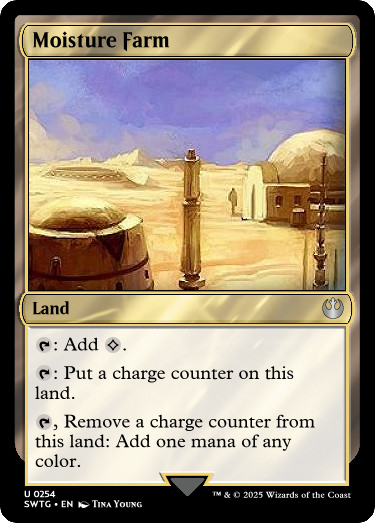 Moisture Farm
Land
: Add .
: Put a charge counter on this
land.
, Remove a charge counter from
this land: Add one mana of any
color.
U 0254
SWTG • EN Tina Young
™ & © 2025 Wizards of the Coast